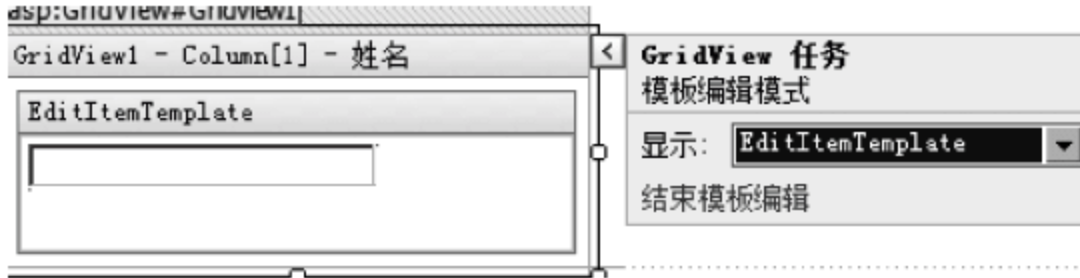 asp:GridView#GridView1
GridView1 - Column[1] - 姓名
EditItemTemplate
GridView 任务
模板编辑模式
显示: EditItemTemplate
结束模板编辑